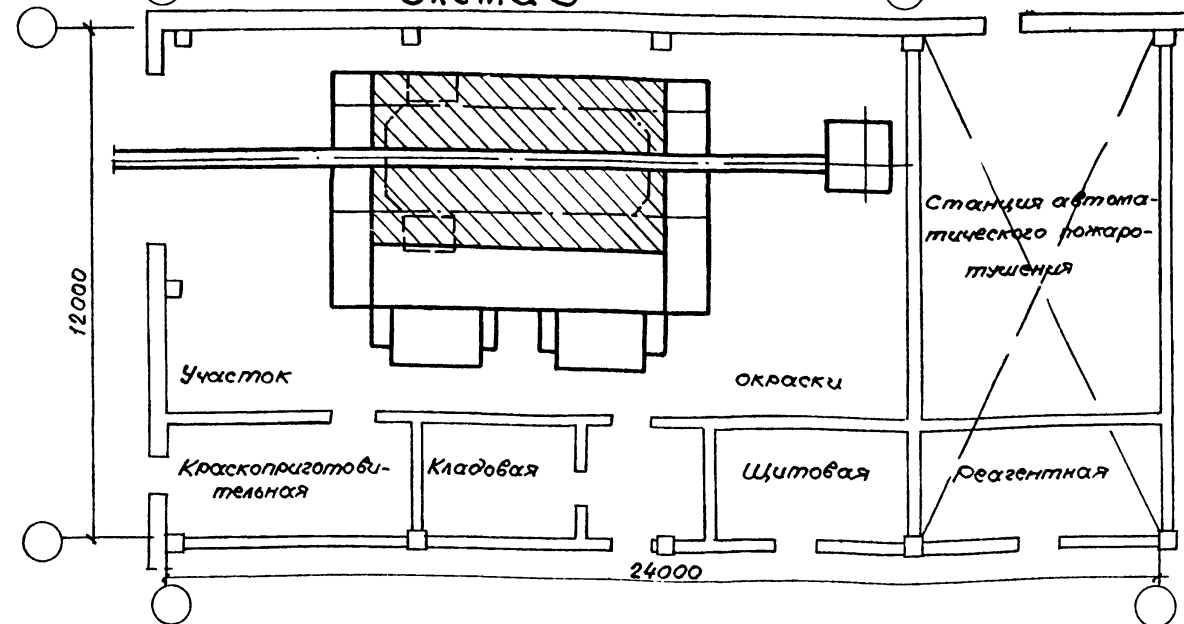 Станция автома-
тического пожаро-
тушения
12000
Участок
окраски
Краскоприготови-
тельная
Кладовая
Щитовая
Реагентная
24000